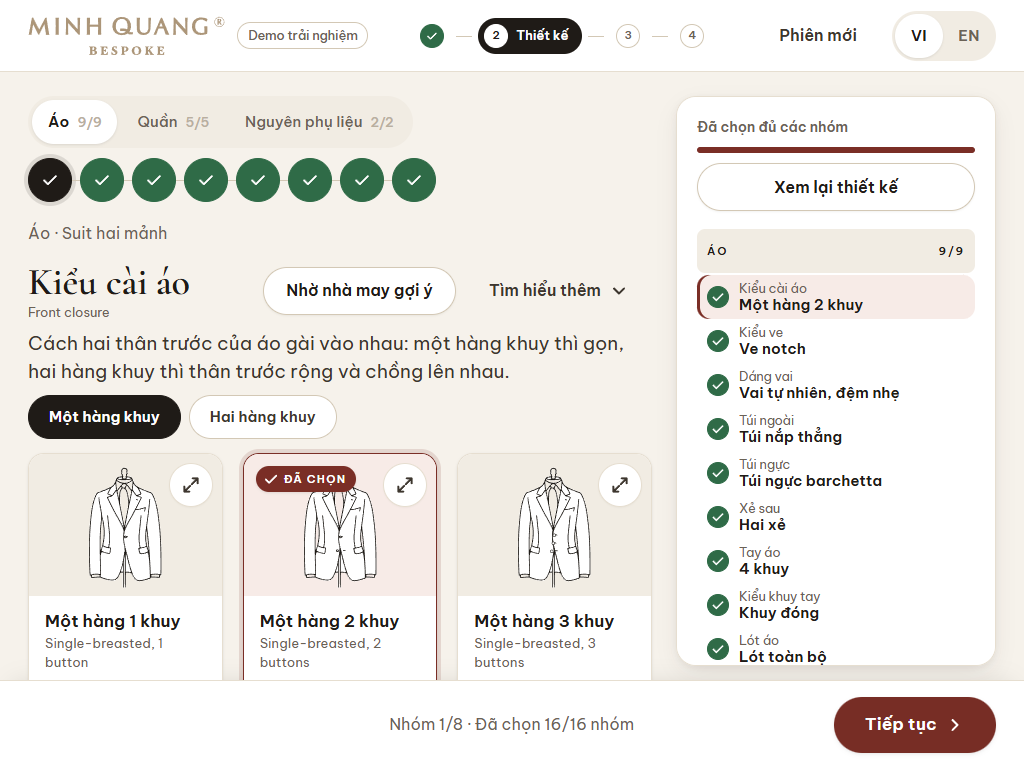 MINH QUANG®
BESPOKE
Demo trải nghiệm
2 Thiết kế
3
4
Phiên mới
VI
EN
Áo 9/9
Quần 5/5
Nguyên phụ liệu 2/2
Áo · Suit hai mảnh
Kiểu cài áo
Front closure
Nhờ nhà may gợi ý
Tìm hiểu thêm
Cách hai thân trước của áo gài vào nhau: một hàng khuy thì gọn,
hai hàng khuy thì thân trước rộng và chồng lên nhau.
Một hàng khuy
Hai hàng khuy
ĐÃ CHỌN
Một hàng 1 khuy
Single-breasted, 1
button
Một hàng 2 khuy
Single-breasted, 2
buttons
Một hàng 3 khuy
Single-breasted, 3
buttons
Đã chọn đủ các nhóm
Xem lại thiết kế
ÁO 9/9
Kiểu cài áo
Một hàng 2 khuy
Kiểu ve
Ve notch
Dáng vai
Vai tự nhiên, đệm nhẹ
Túi ngoài
Túi nắp thẳng
Túi ngực
Túi ngực barchetta
Xẻ sau
Hai xẻ
Tay áo
4 khuy
Kiểu khuy tay
Khuy đóng
Lót áo
Lót toàn bộ
Nhóm 1/8 · Đã chọn 16/16 nhóm
Tiếp tục